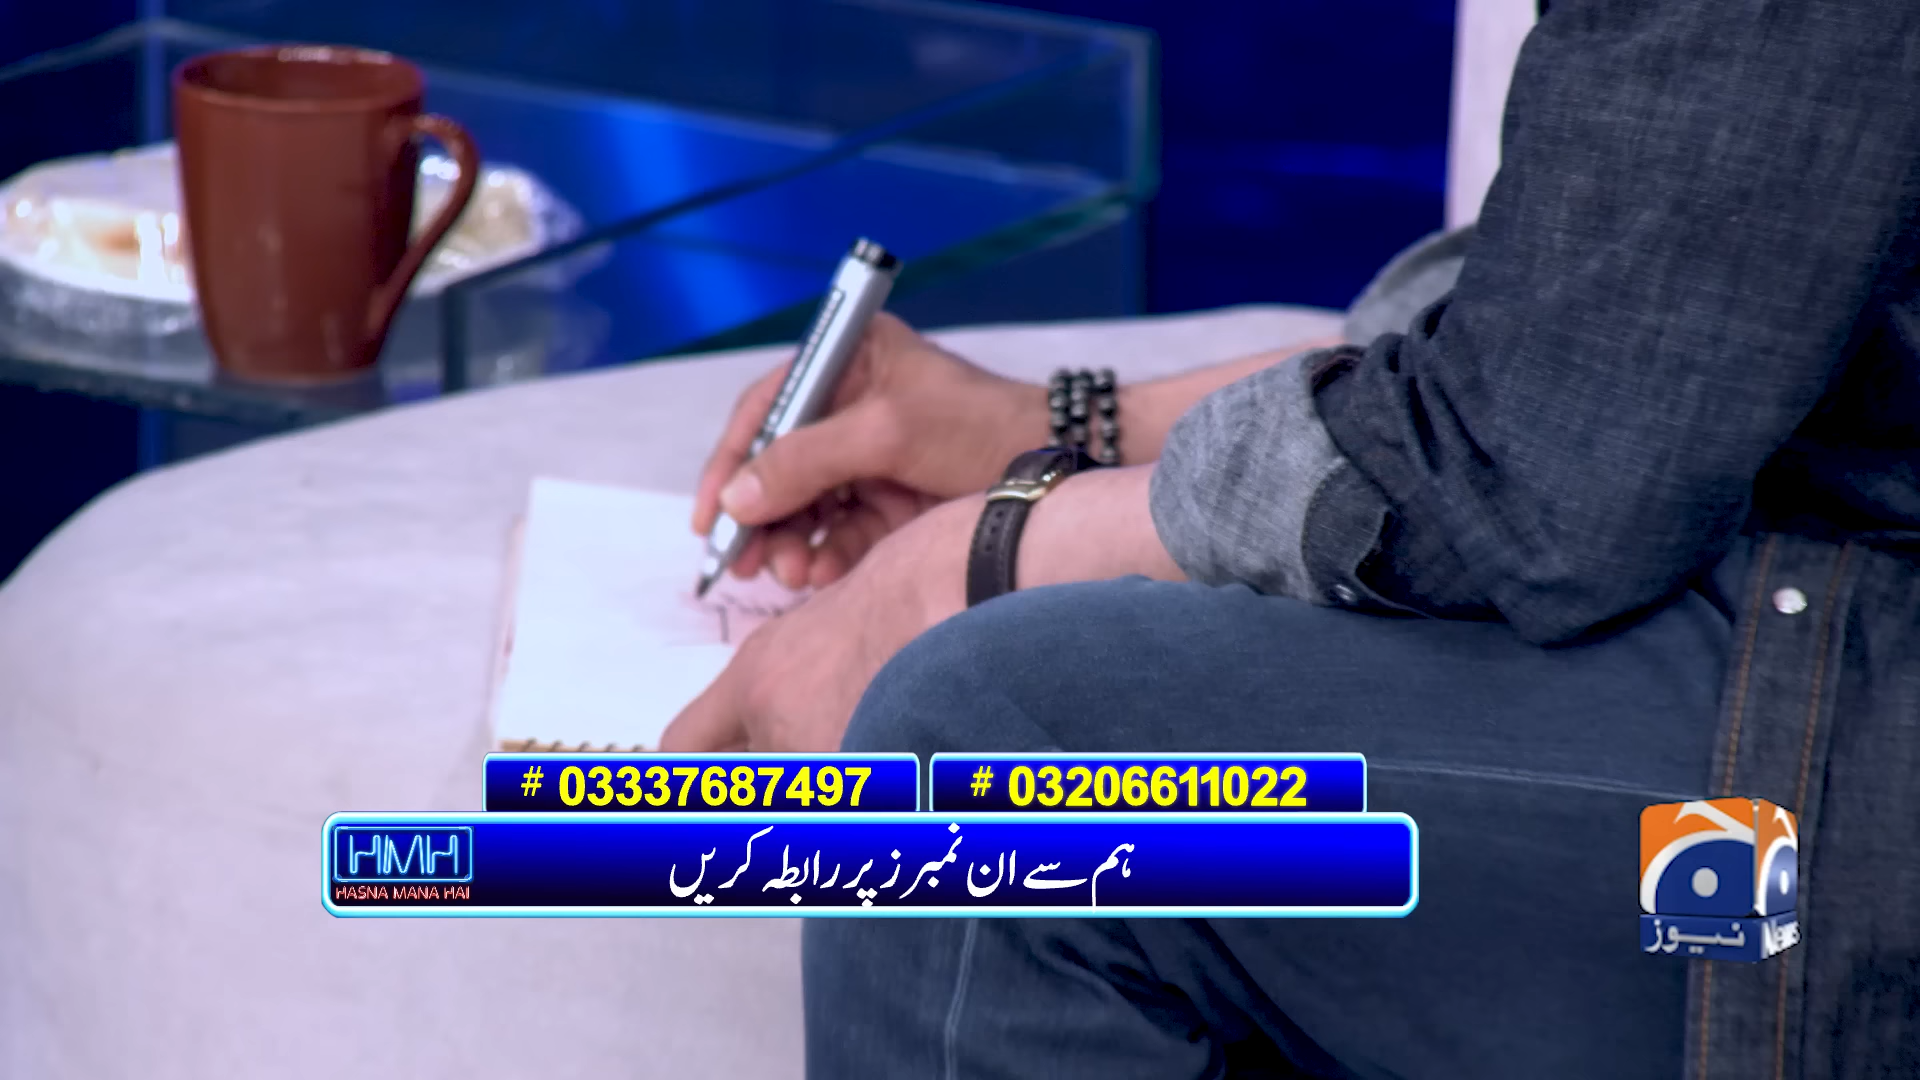 # 03337687497
# 03206611022
HMH
HASNA MANA HAI
ہم سے ان نمبرز پر رابطہ کریں
نیوز
News